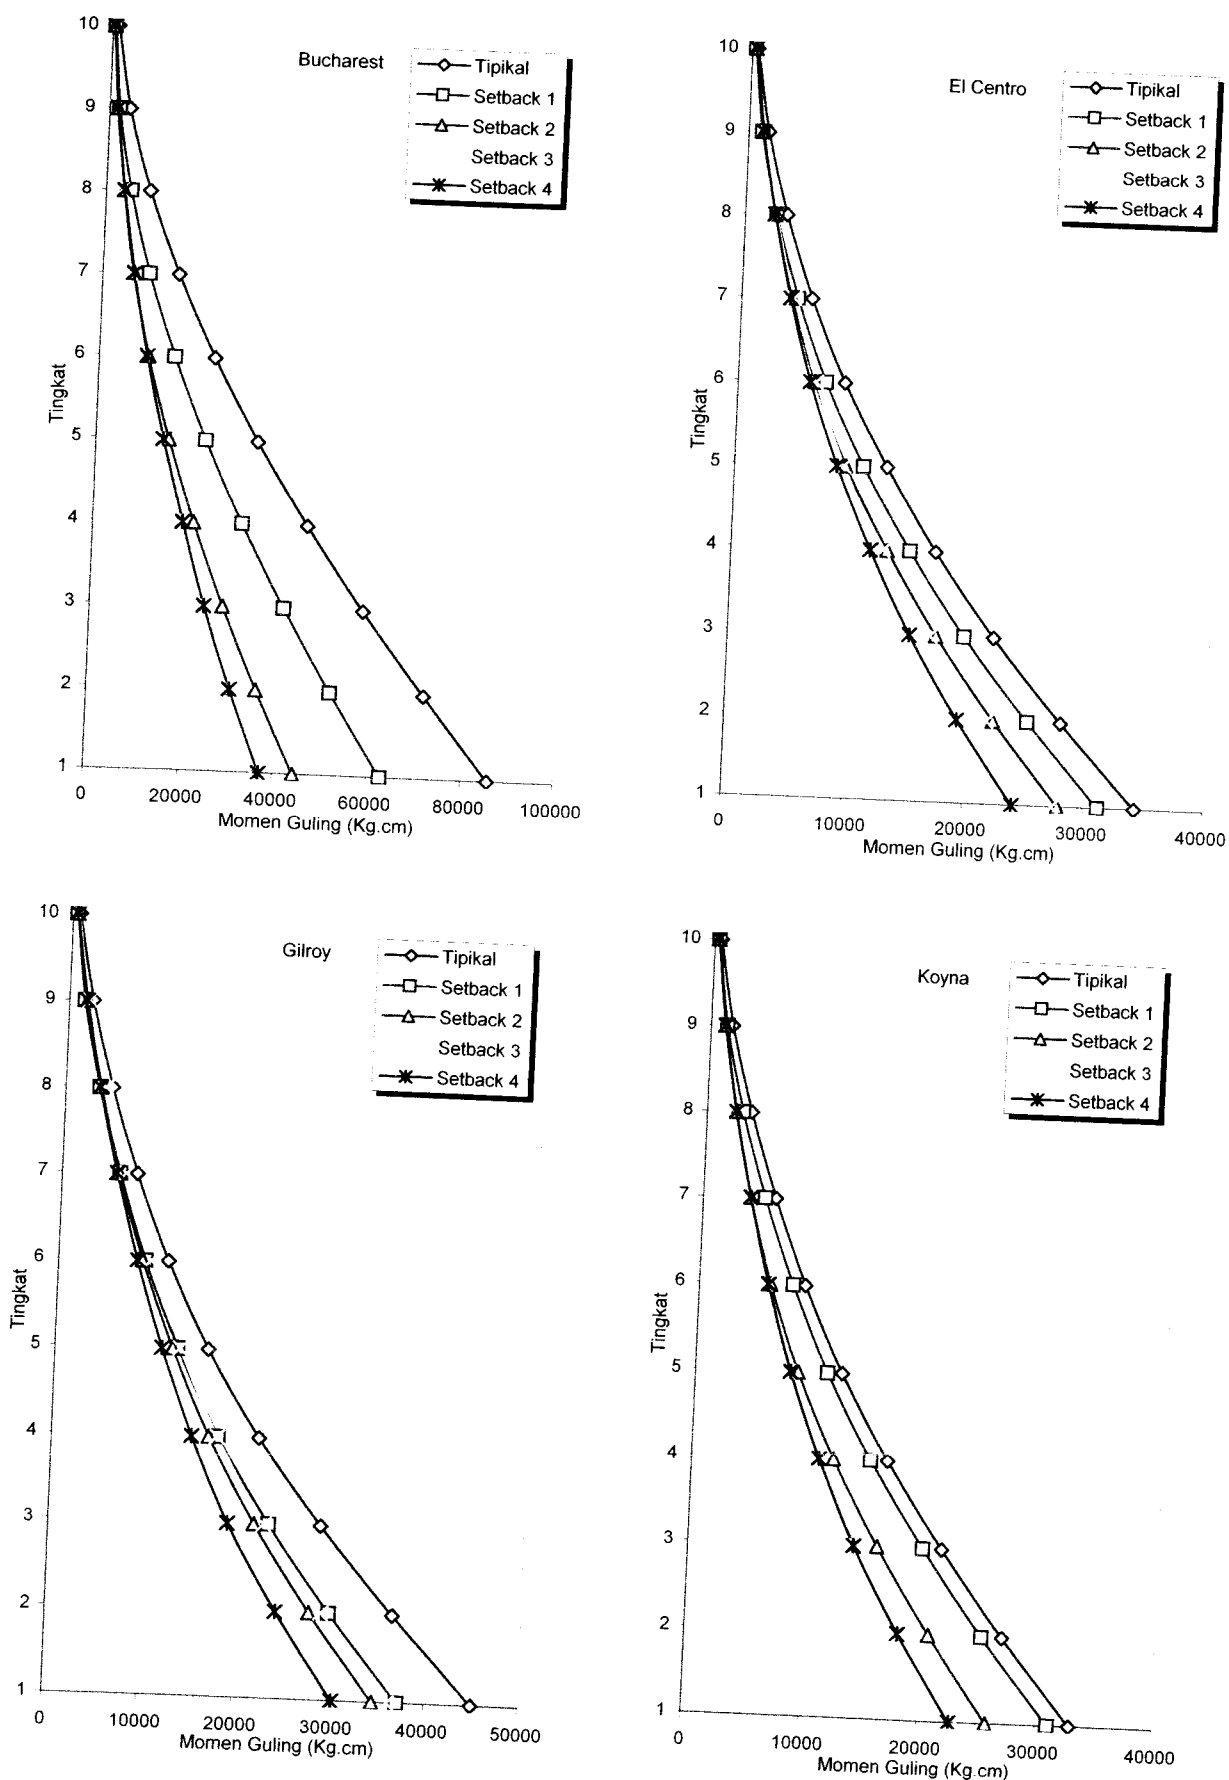 Bucharest
Tipikal
Setback 1
Setback 2
Setback 3
Setback 4
10
9
8
7
6
5
4
3
2
1
Tingkat
0 20000 40000 60000 80000 100000
Momen Guling (Kg.cm)
El Centro
Tipikal
Setback 1
Setback 2
Setback 3
Setback 4
10
9
8
7
6
5
4
3
2
1
Tingkat
0 10000 20000 30000 40000
Momen Guling (Kg.cm)
Gilroy
Tipikal
Setback 1
Setback 2
Setback 3
Setback 4
10
9
8
7
6
5
4
3
2
1
Tingkat
0 10000 20000 30000 40000 50000
Momen Guling (Kg.cm)
Koyna
Tipikal
Setback 1
Setback 2
Setback 3
Setback 4
10
9
8
7
6
5
4
3
2
1
Tingkat
0 10000 20000 30000 40000
Momen Guling (Kg.cm)